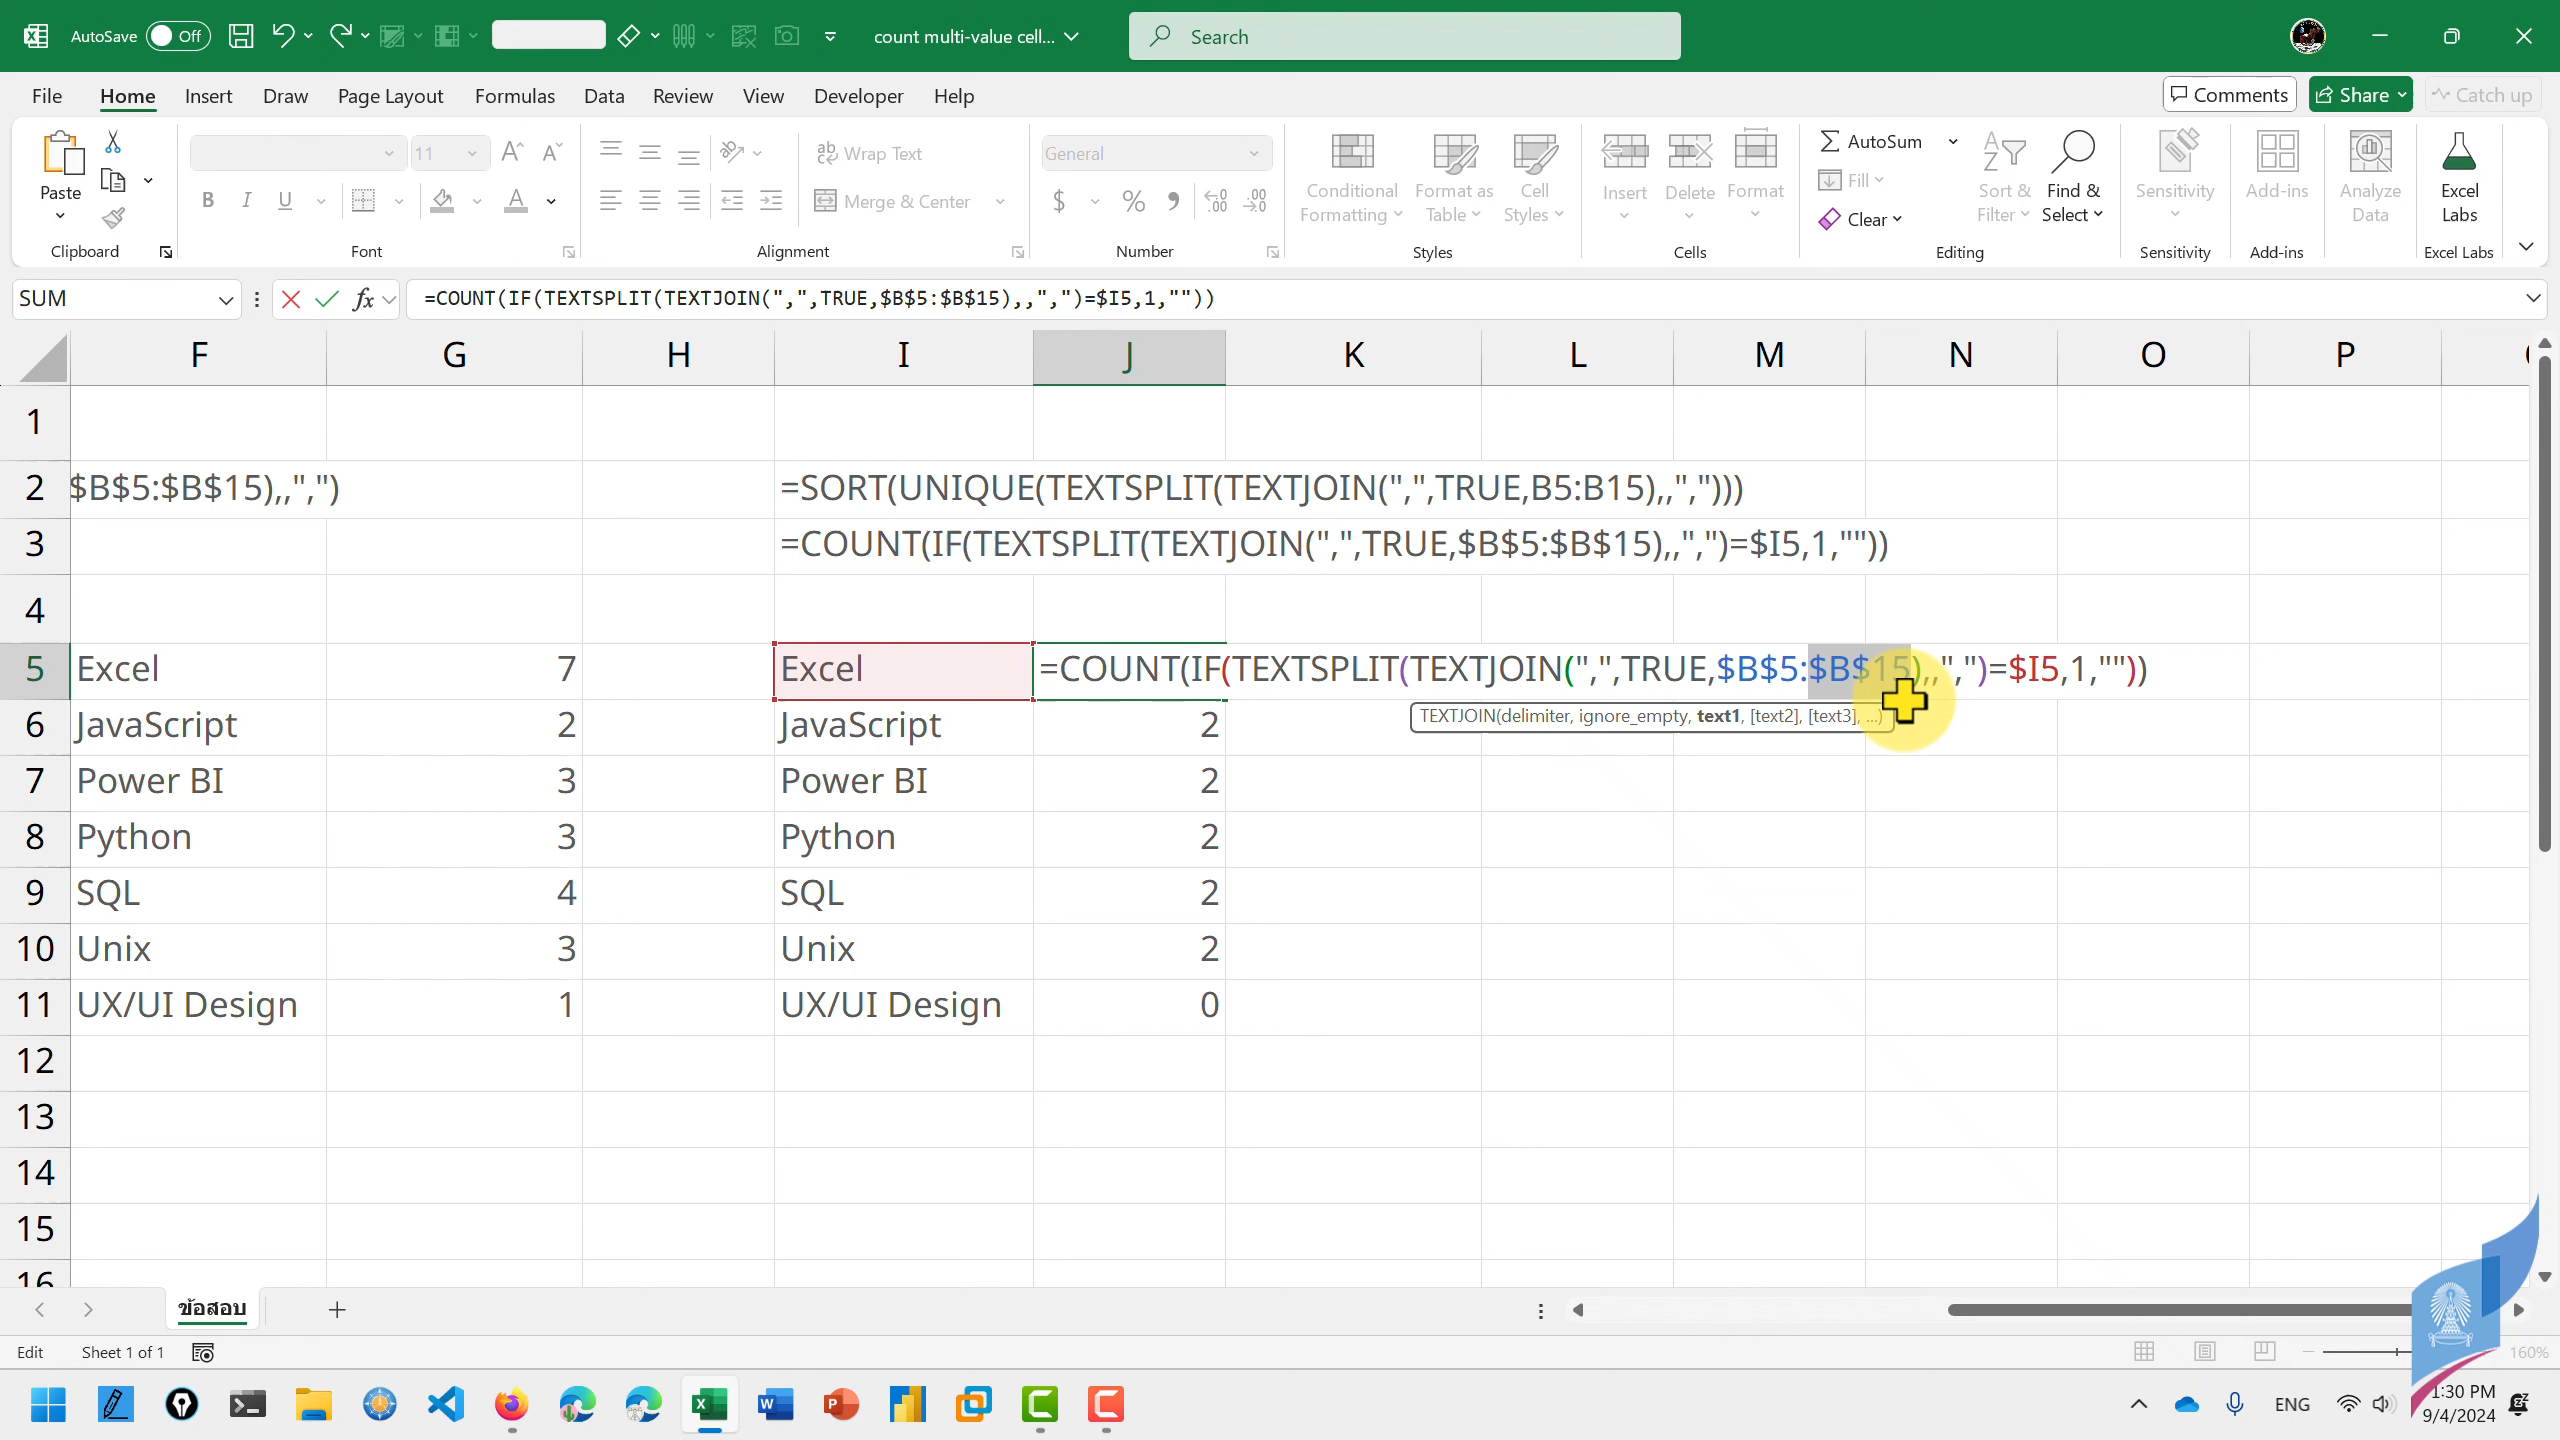 AutoSave Off count multi-value cell... Search
File Home Insert Draw Page Layout Formulas Data Review View Developer Help Comments Share Catch up
Paste 11 Wrap Text General Conditional Formatting Format as Table Cell Styles Insert Delete Format AutoSum Fill Clear Sort & Filter Find & Select Sensitivity Add-ins Analyze Data Excel Labs
B I U Merge & Center $ %
Clipboard Font Alignment Number Styles Cells Editing Sensitivity Add-ins Excel Labs
SUM fx =COUNT(IF(TEXTSPLIT(TEXTJOIN(",",TRUE,$B$5:$B$15),,",")=$I5,1,""))
F G H I J K L M N O P
1
2 $B$5:$B$15),,",") =SORT(UNIQUE(TEXTSPLIT(TEXTJOIN(",",TRUE,B5:B15),,",")))
3 =COUNT(IF(TEXTSPLIT(TEXTJOIN(",",TRUE,$B$5:$B$15),,",")=$I5,1,""))
4
5 Excel 7 Excel =COUNT(IF(TEXTSPLIT(TEXTJOIN(",",TRUE,$B$5:$B$15),,",")=$I5,1,""))
TEXTJOIN(delimiter, ignore_empty, text1, [text2], [text3], ...)
6 JavaScript 2 JavaScript 2
7 Power BI 3 Power BI 2
8 Python 3 Python 2
9 SQL 4 SQL 2
10 Unix 3 Unix 2
11 UX/UI Design 1 UX/UI Design 0
12
13
14
15
16
ข้อสอบ
Edit Sheet 1 of 1 160%
ENG 1:30 PM
9/4/2024